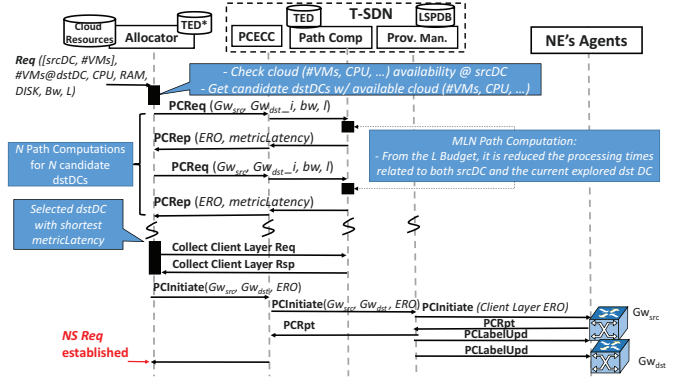 T-SDN
Cloud
Resources
TED*
Allocator
TED
LSPDB
PCECC
Path Comp
Prov. Man.
NE's Agents
Req ([srcDC, #VMs],
#VMs@dstDC, CPU, RAM,
DISK, Bw, L)
- Check cloud (#VMs, CPU, …) availability @ srcDC
- Get candidate dstDCs w/ available cloud (#VMs, CPU, …)
PCReq (Gwsrc, Gwdst_i, bw, l)
PCRep (ERO, metricLatency)
N Path Computations
for N candidate
dstDCs
MLN Path Computation:
- From the L Budget, it is reduced the processing times
related to both srcDC and the current explored dst DC
PCReq (Gwsrc, Gwdst_i, bw, l)
PCRep (ERO, metricLatency)
Selected dstDC
with shortest
metricLatency
Collect Client Layer Req
Collect Client Layer Rsp
PCInitiate(Gwsrc, Gwdst, ERO)
PCInitiate(Gwsrc, Gwdst, ERO)
PCInitiate (Client Layer ERO)
Gwsrc
PCRpt
PCRpt
PCLabelUpd
NS Req
established
PCLabelUpd
Gwdst